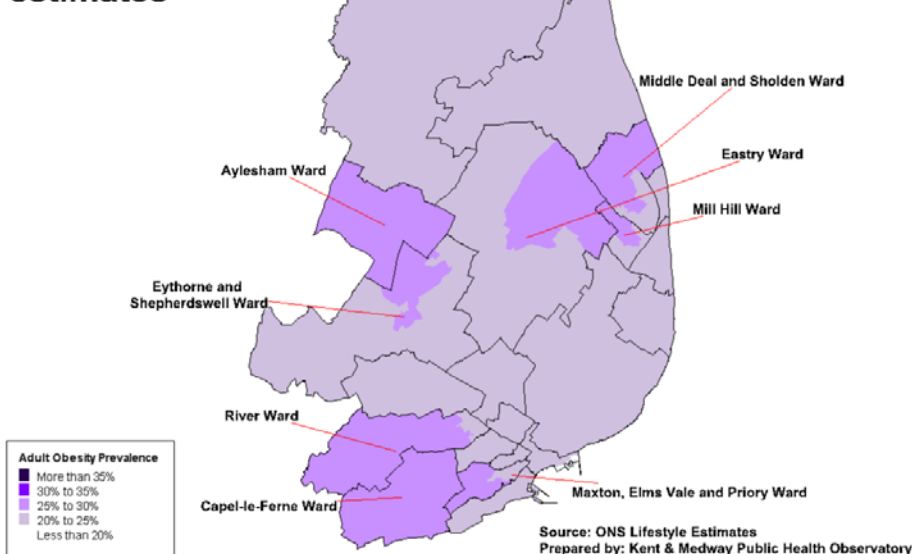 estimates
Middle Deal and Sholden Ward
Eastry Ward
Aylesham Ward
Mill Hill Ward
Eythorne and
Shepherdswell Ward
River Ward
Capel-le-Ferne Ward
Maxton, Elms Vale and Priory Ward
Adult Obesity Prevalence
More than 35%
30% to 35%
25% to 30%
20% to 25%
Less than 20%
Source: ONS Lifestyle Estimates
Prepared by: Kent & Medway Public Health Observatory